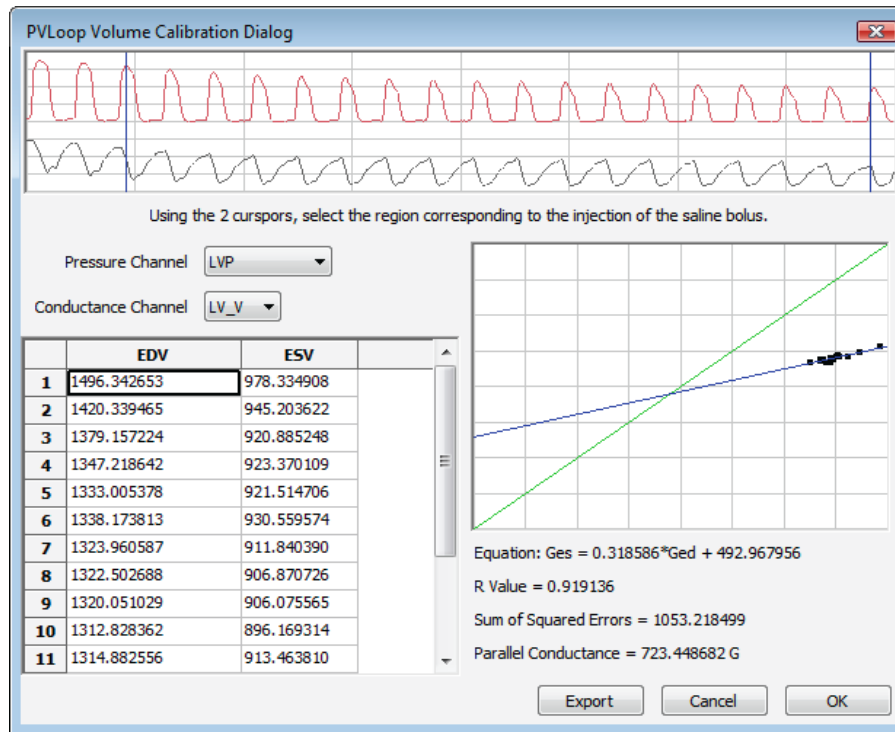 PVLoop Volume Calibration Dialog
Using the 2 curspors, select the region corresponding to the injection of the saline bolus.
Pressure Channel LVP
Conductance Channel LV_V
EDV ESV
1 1496.342653 978.334908
2 1420.339465 945.203622
3 1379.157224 920.885248
4 1347.218642 923.370109
5 1333.005378 921.514706
6 1338.173813 930.559574
7 1323.960587 911.840390
8 1322.502688 906.870726
9 1320.051029 906.075565
10 1312.828362 896.169314
11 1314.882556 913.463810
Equation: Ges = 0.318586*Ged + 492.967956
R Value = 0.919136
Sum of Squared Errors = 1053.218499
Parallel Conductance = 723.448682 G
Export Cancel OK